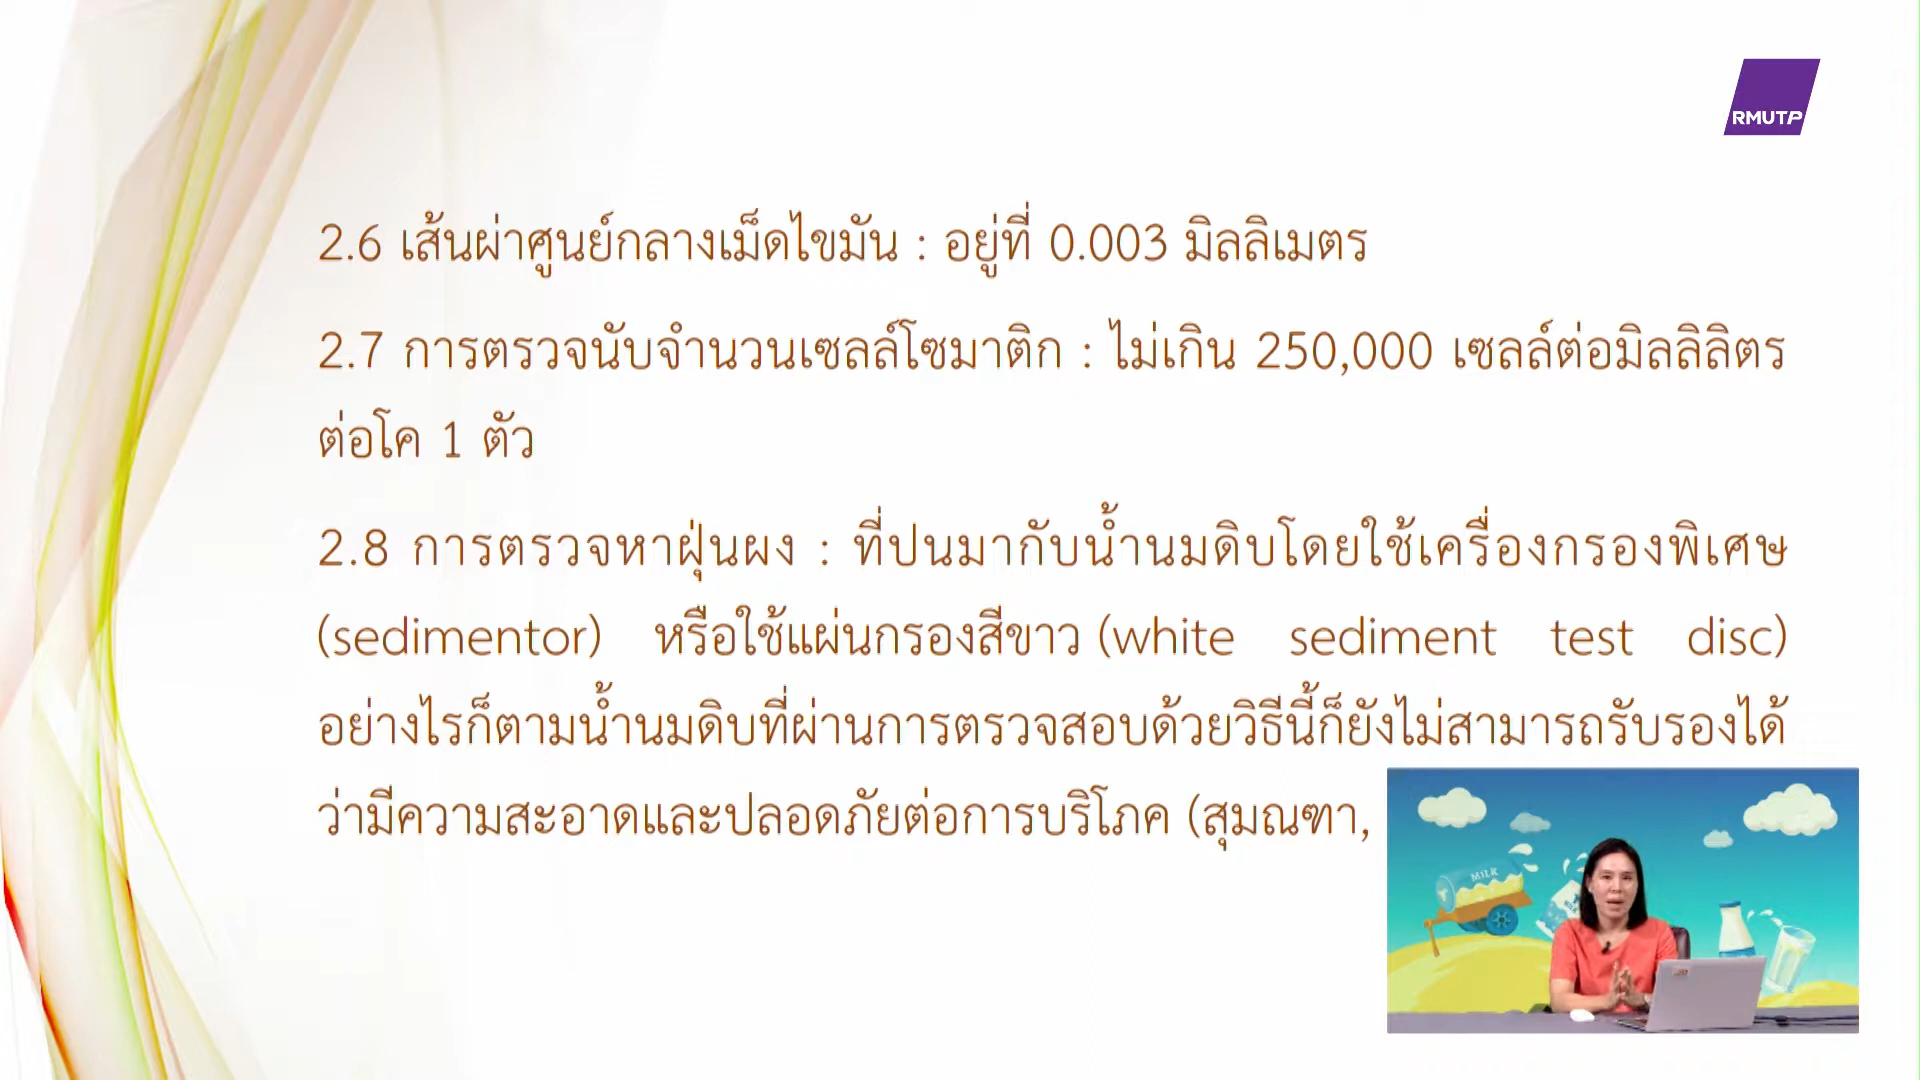 RMUTP
2.6 เส้นผ่าศูนย์กลางเม็ดไขมัน : อยู่ที่ 0.003 มิลลิเมตร
2.7 การตรวจนับจำนวนเซลล์โซมาติก : ไม่เกิน 250,000 เซลล์ต่อมิลลิลิตร
ต่อโค 1 ตัว
2.8 การตรวจหาฝุ่นผง : ที่ปนมากับน้ำนมดิบโดยใช้เครื่องกรองพิเศษ
(sedimentor) หรือใช้แผ่นกรองสีขาว (white sediment test disc)
อย่างไรก็ตามน้ำนมดิบที่ผ่านการตรวจสอบด้วยวิธีนี้ก็ยังไม่สามารถรับรองได้
ว่ามีความสะอาดและปลอดภัยต่อการบริโภค (สุมณฑา,
MILK